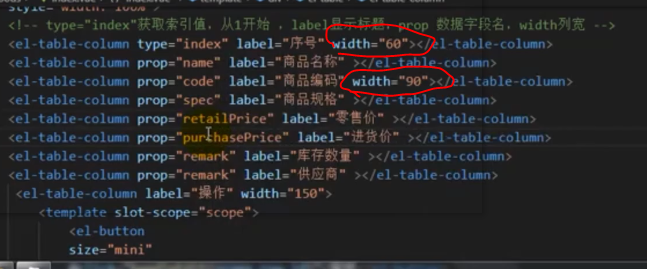 style="width: 100%"
<!-- type="index"获取索引值，从1开始 ，label显示标题，prop 数据字段名，width列宽 -->
<el-table-column type="index" label="序号" width="60"></el-table-column>
<el-table-column prop="name" label="商品名称" ></el-table-column>
<el-table-column prop="code" label="商品编码" width="90"></el-table-column>
<el-table-column prop="spec" label="商品规格" ></el-table-column>
<el-table-column prop="retailPrice" label="零售价" ></el-table-column>
<el-table-column prop="purchasePrice" label="进货价" ></el-table-column>
<el-table-column prop="remark" label="库存数量" ></el-table-column>
<el-table-column prop="remark" label="供应商" ></el-table-column>
<el-table-column label="操作" width="150">
<template slot-scope="scope">
<el-button
size="mini"